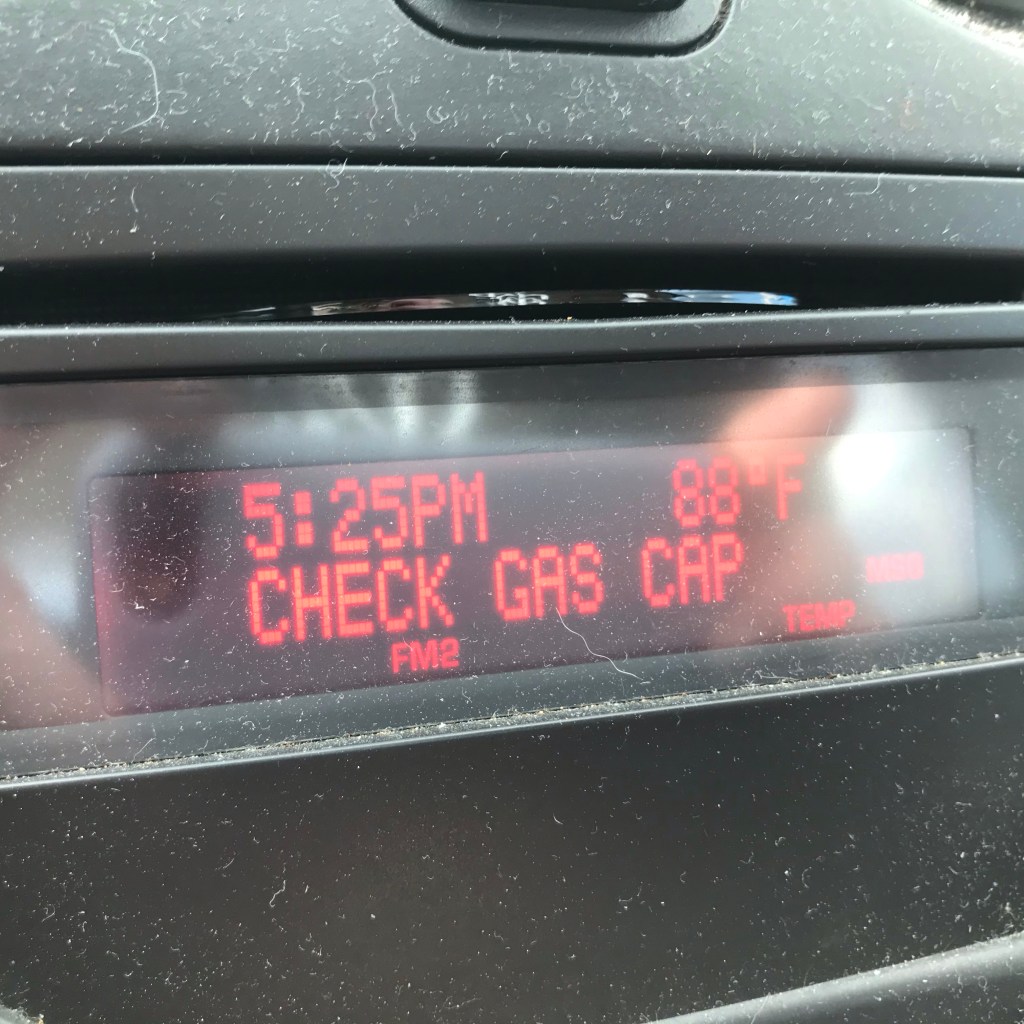 5:25PM 88°F
CHECK GAS CAP
FM2 TEMP